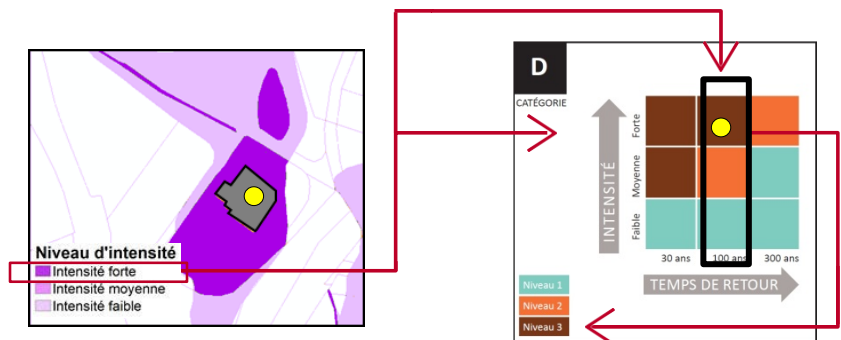 Niveau d'intensité
Intensité forte
Intensité moyenne
Intensité faible
D
CATÉGORIE
INTENSITÉ
Forte
Moyenne
Faible
30 ans 100 ans 300 ans
TEMPS DE RETOUR
Niveau 1
Niveau 2
Niveau 3